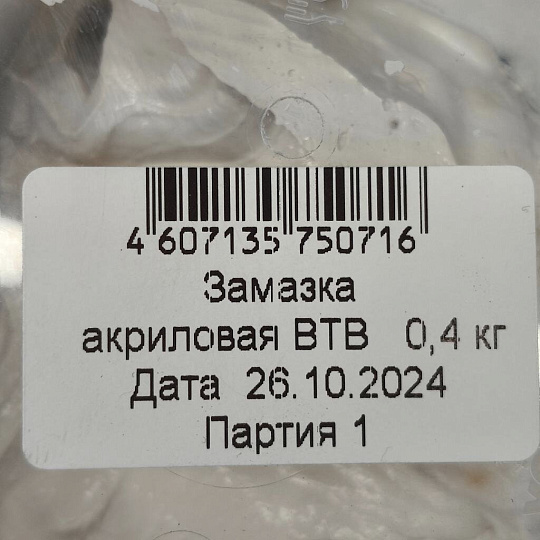 4 607135 750716
Замазка
акриловая ВТВ 0,4 кг
Дата 26.10.2024
Партия 1